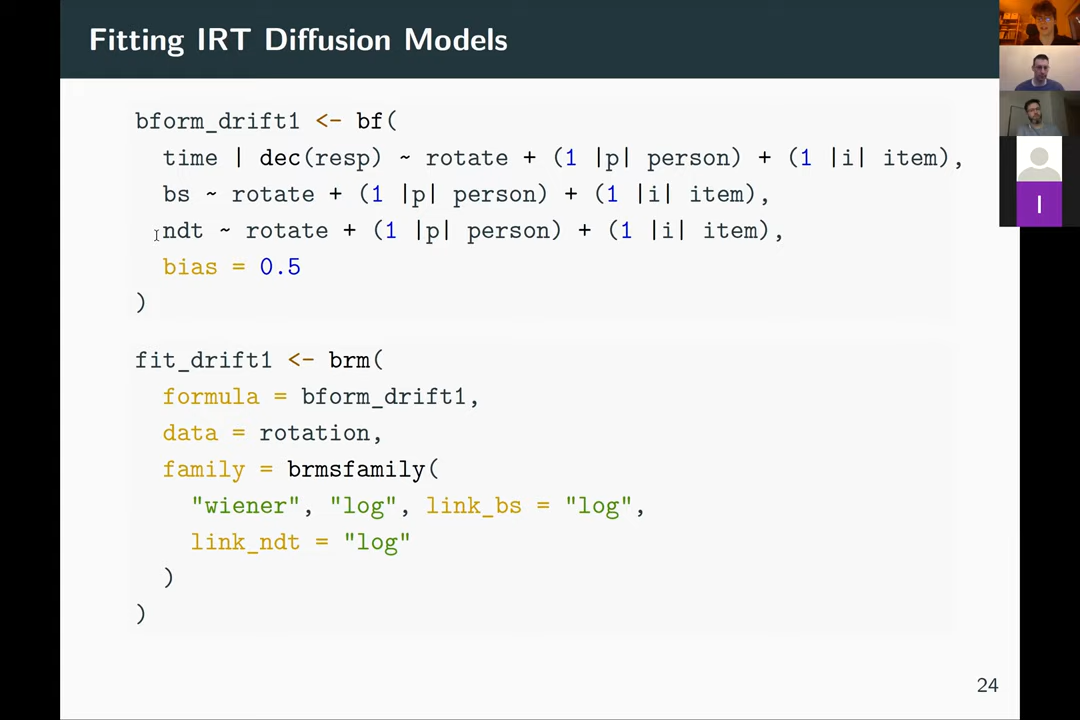 Fitting IRT Diffusion Models
bform_drift1 <- bf(
time | dec(resp) ~ rotate + (1 |p| person) + (1 |i| item),
bs ~ rotate + (1 |p| person) + (1 |i| item),
ndt ~ rotate + (1 |p| person) + (1 |i| item),
bias = 0.5
)
fit_drift1 <- brm(
formula = bform_drift1,
data = rotation,
family = brmsfamily(
"wiener", "log", link_bs = "log",
link_ndt = "log"
)
)
24
I